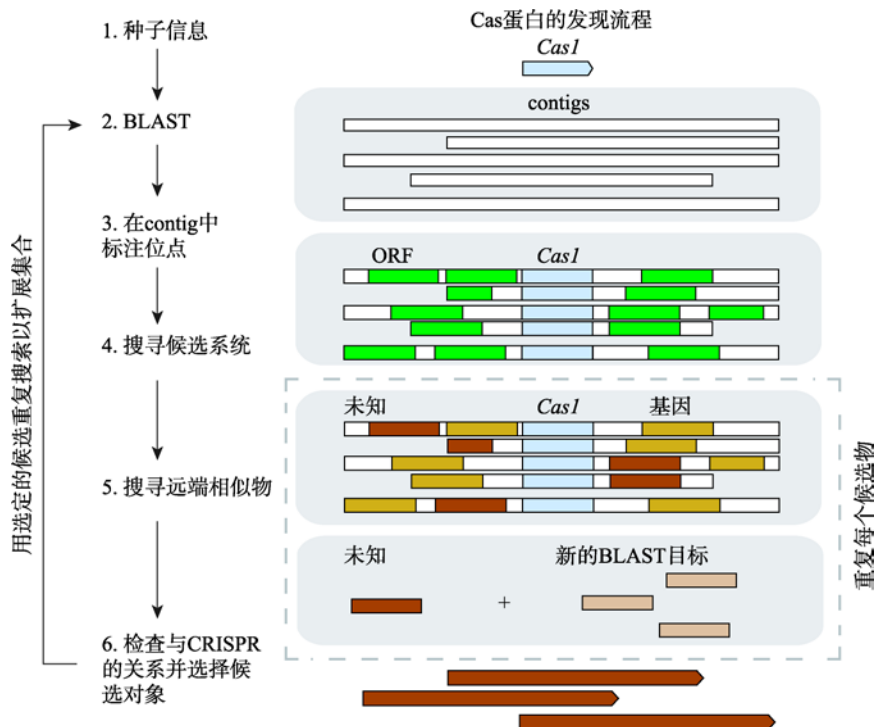 Cas蛋白的发现流程
1. 种子信息
Cas1
contigs
2. BLAST
3. 在contig中
标注位点
ORF
Cas1
4. 搜寻候选系统
未知
Cas1
基因
5. 搜寻远端相似物
未知
新的BLAST目标
+
6. 检查与CRISPR
的关系并选择候
选对象
用选定的候选重复搜索以扩展集合
重复每个候选物